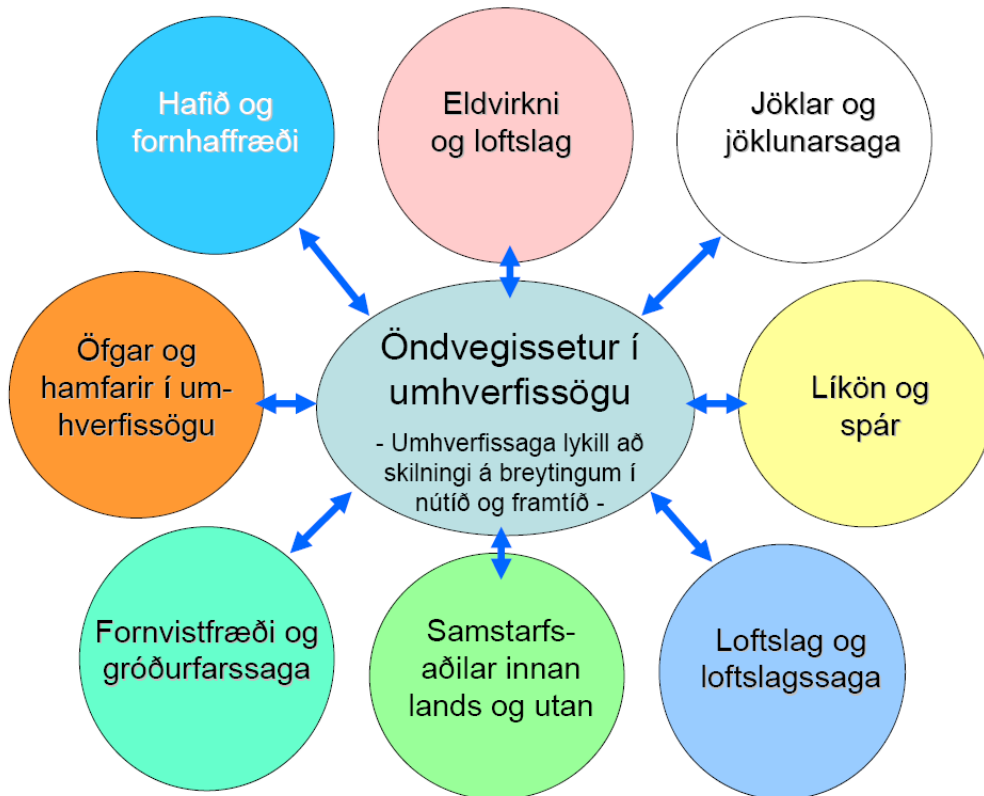 Hafið og
fornhaffræði
Eldvirkni
og loftslag
Jöklar og
jöklunarsaga
Öfgar og
hamfarir í um-
hverfissögu
Öndvegissetur í
umhverfissögu
- Umhverfissaga lykill að
skilningi á breytingum í
nútíð og framtíð -
Líkön og
spár
Fornvistfræði og
gróðurfarssaga
Samstarfs-
aðilar innan
lands og utan
Loftslag og
loftslagssaga